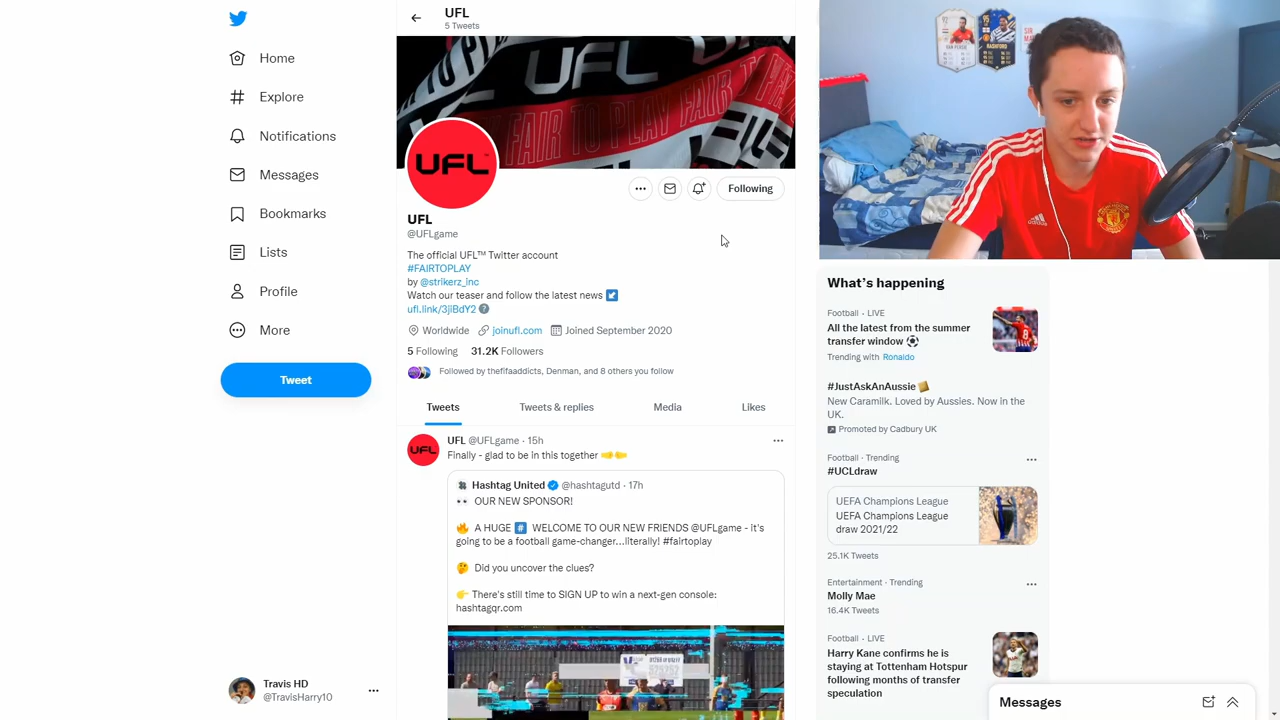 UFL
5 Tweets
Home
Explore
Notifications
Messages
Bookmarks
Lists
Profile
More
Tweet
UFL
FAIR TO PLAY FAIR
UFL™
Following
UFL
@UFLgame
The official UFL™ Twitter account
#FAIRTOPLAY
by @strikerz_inc
Watch our teaser and follow the latest news ↙️
ufl.link/3jiBdY2 ?
Worldwide joinufl.com Joined September 2020
5 Following 31.2K Followers
Followed by thefifaaddicts, Denman, and 8 others you follow
Tweets Tweets & replies Media Likes
UFL
UFL @UFLgame · 15h
Finally - glad to be in this together 🤜🤛
Hashtag United @hashtagutd · 17h
👀 OUR NEW SPONSOR!
🔥 A HUGE #️⃣ WELCOME TO OUR NEW FRIENDS @UFLgame - it's
going to be a football game-changer...literally! #fairtoplay
🤔 Did you uncover the clues?
👉 There's still time to SIGN UP to win a next-gen console:
hashtagqr.com
RASHFORD
SIR
adidas
What's happening
Football · LIVE
All the latest from the summer
transfer window ⚽
Trending with Ronaldo
#JustAskAnAussie
New Caramilk. Loved by Aussies. Now in the
UK.
Promoted by Cadbury UK
Football · Trending
#UCLdraw
UEFA Champions League
UEFA Champions League
draw 2021/22
25.1K Tweets
Entertainment · Trending
Molly Mae
16.4K Tweets
Football · LIVE
Harry Kane confirms he is
staying at Tottenham Hotspur
following months of transfer
speculation
Messages
Travis HD
@TravisHarry10